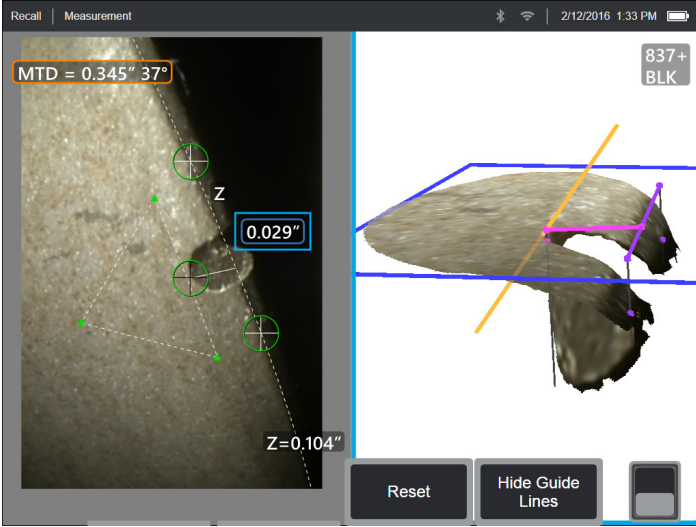 Recall Measurement 2/12/2016 1:33 PM
MTD = 0.345" 37°
837+
BLK
Z
0.029"
Z=0.104"
Reset
Hide Guide
Lines